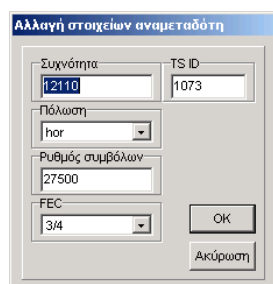 Αλλαγή στοιχείων αναμεταδότη
Συχνότητα
12110
TS ID
1073
Πόλωση
hor
Ρυθμός συμβόλων
27500
FEC
3/4
OK
Ακύρωση